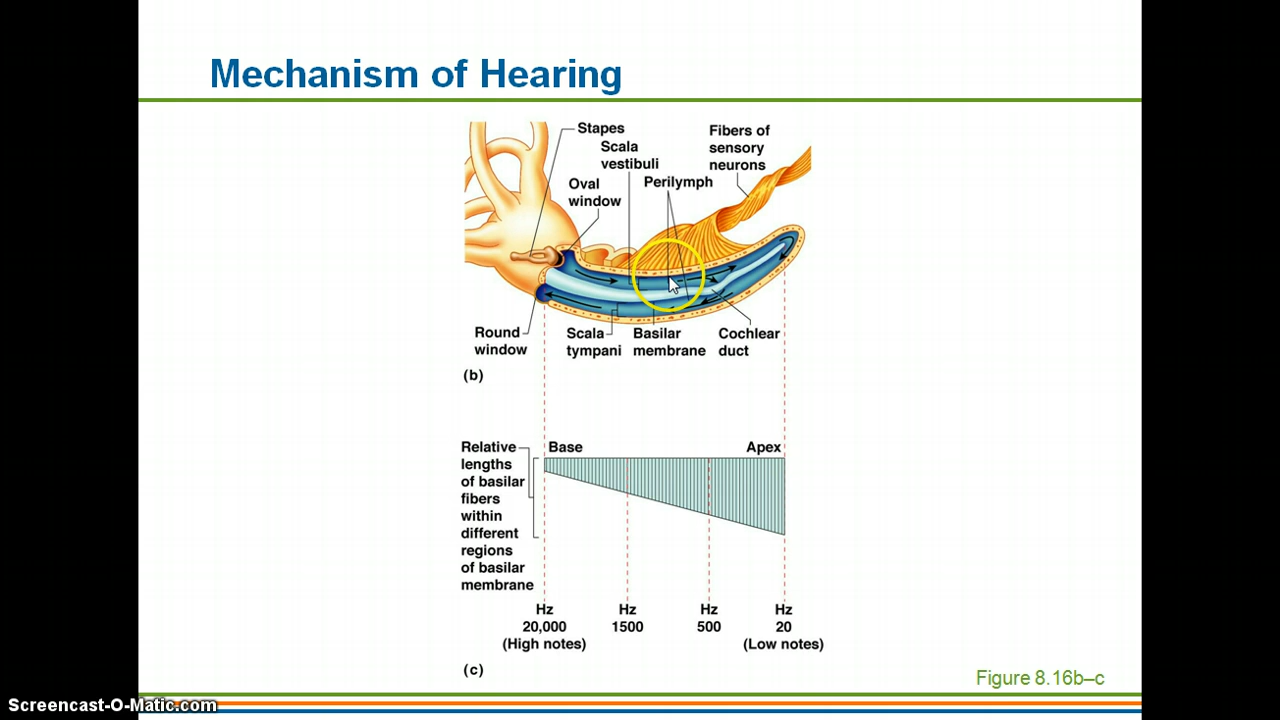 Mechanism of Hearing
Stapes
Scala
vestibuli
Fibers of
sensory
neurons
Oval
window
Perilymph
Round
window
Scala
tympani
Basilar
membrane
Cochlear
duct
(b)
Relative
lengths
of basilar
fibers
within
different
regions
of basilar
membrane
Base
Apex
Hz
20,000
(High notes)
Hz
1500
Hz
500
Hz
20
(Low notes)
(c)
Figure 8.16b–c
Screencast-O-Matic.com